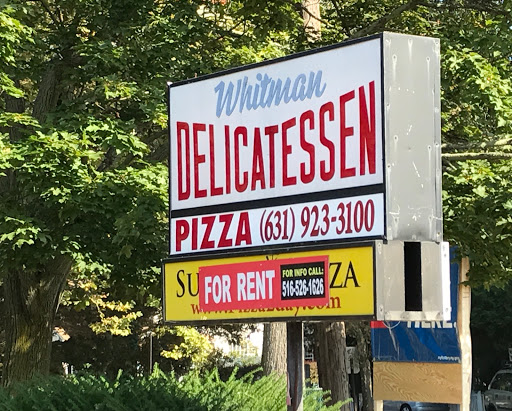 Whitman
DELICATESSEN
PIZZA (631) 923-3100
FOR RENT
FOR INFO CALL:
516-526-1626